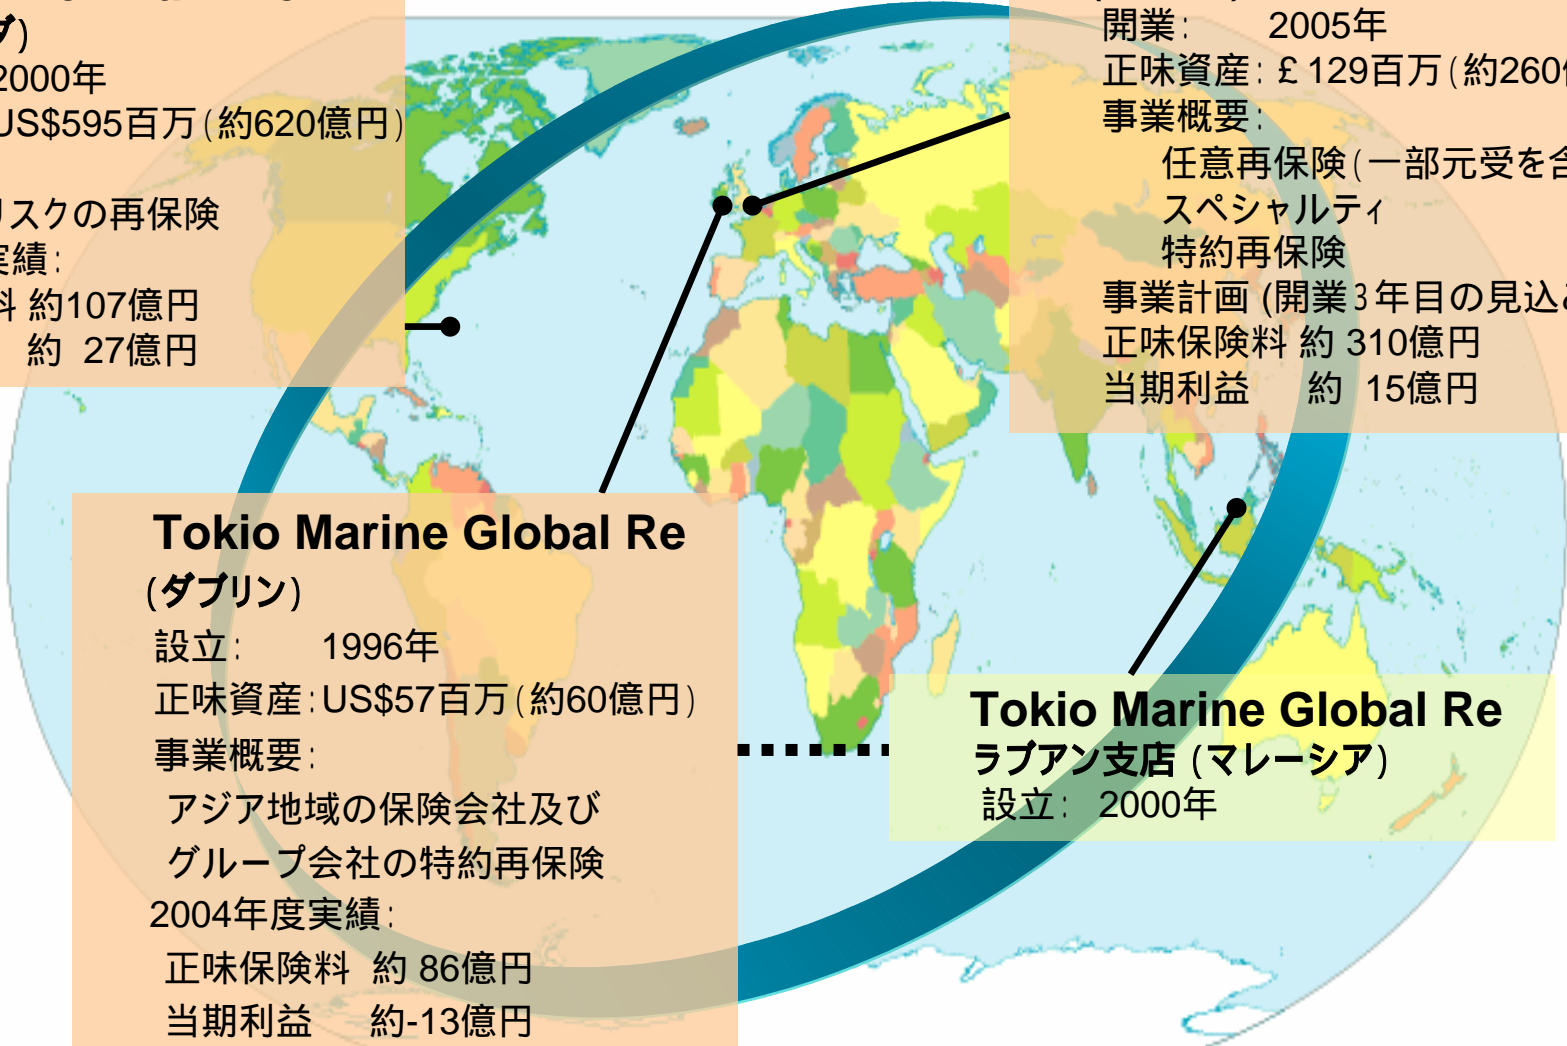 2000年
US$595百万(約620億円)
リスクの再保険
実績:
料 約107億円
約 27億円
開業: 2005年
正味資産:£129百万(約260
事業概要:
任意再保険(一部元受を含
スペシャルティ
特約再保険
事業計画 (開業3年目の見込
正味保険料 約 310億円
当期利益 約 15億円
Tokio Marine Global Re
(ダブリン)
設立: 1996年
正味資産:US$57百万(約60億円)
事業概要:
アジア地域の保険会社及び
グループ会社の特約再保険
2004年度実績:
正味保険料 約 86億円
当期利益 約-13億円
Tokio Marine Global Re
ラブアン支店 (マレーシア)
設立: 2000年